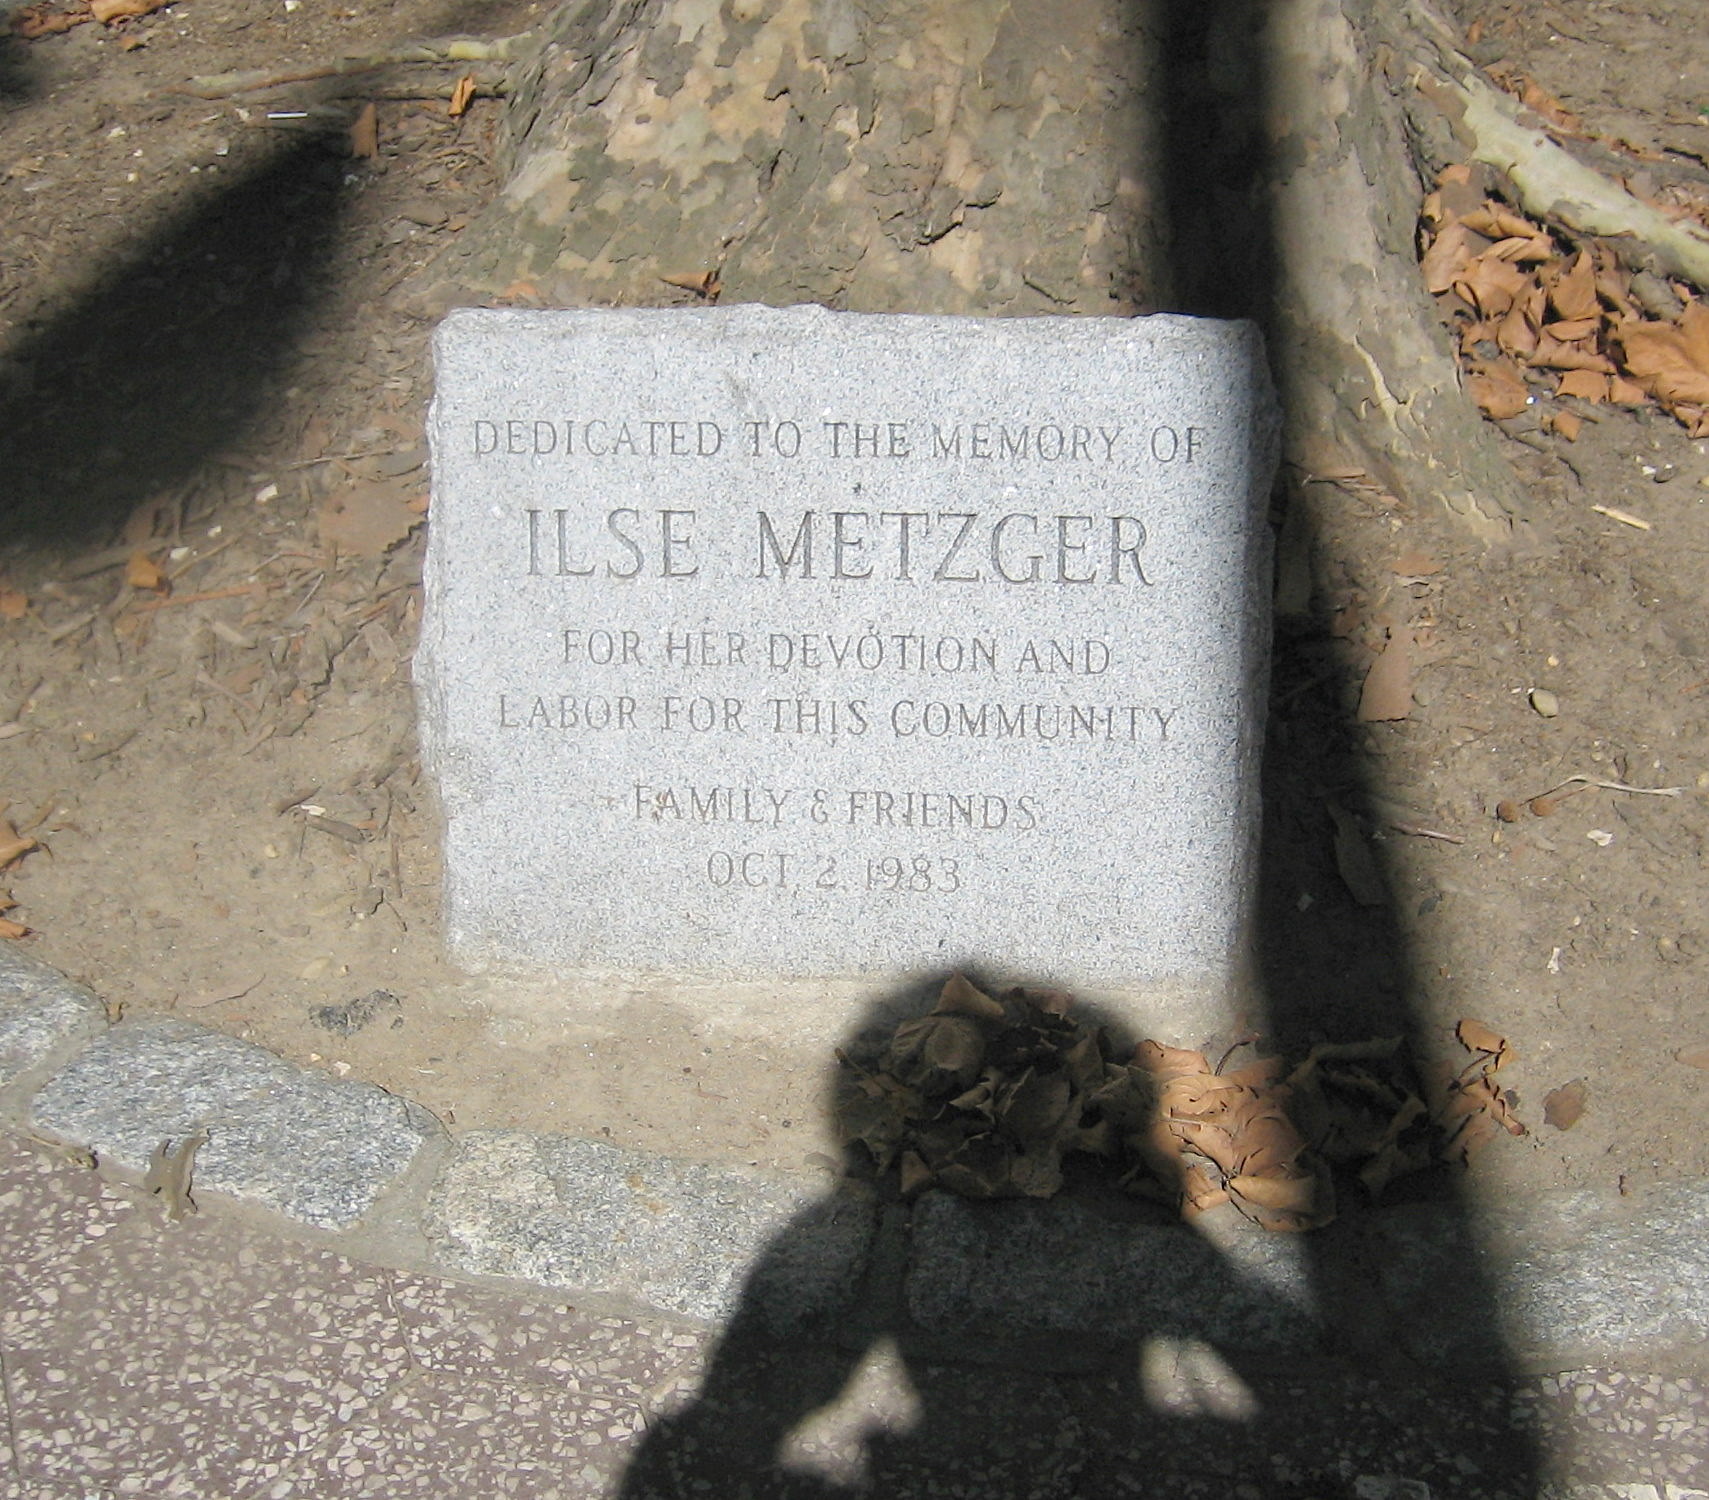 DEDICATED TO THE MEMORY OF
ILSE METZGER
FOR HER DEVOTION AND
LABOR FOR THIS COMMUNITY
FAMILY & FRIENDS
OCT. 2. 1983